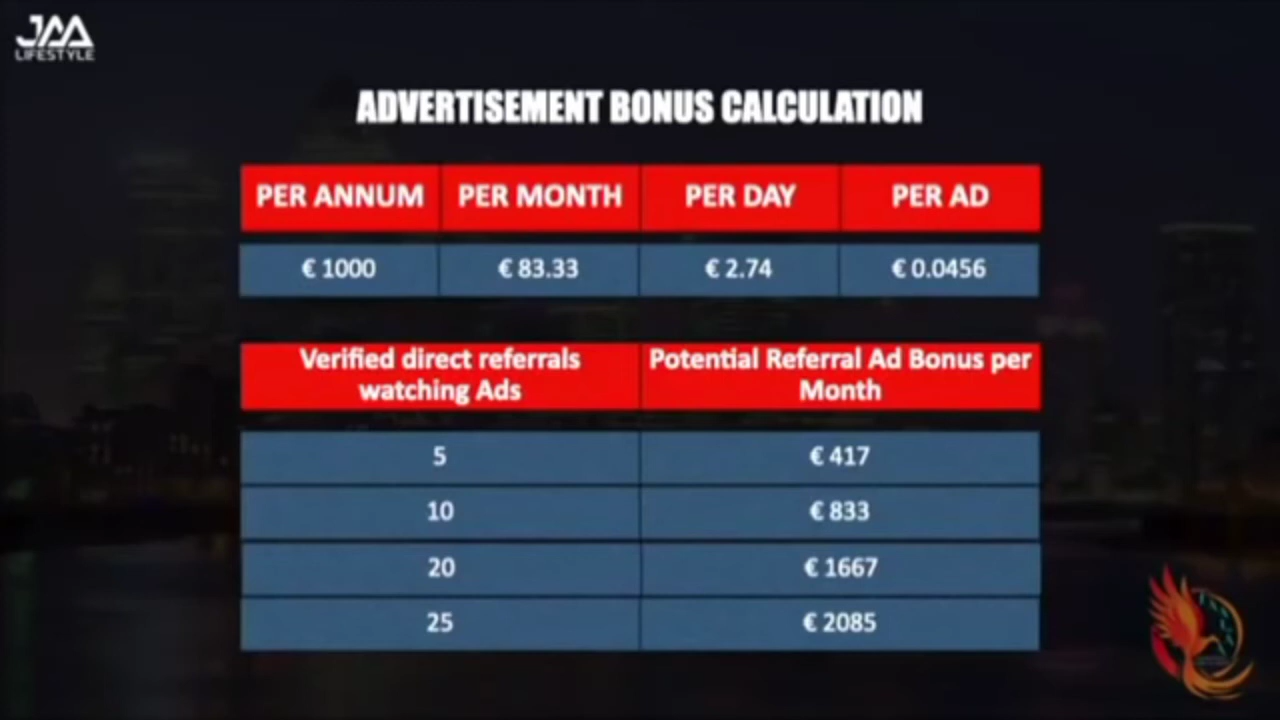 JAA
LIFESTYLE
ADVERTISEMENT BONUS CALCULATION
PER ANNUM PER MONTH PER DAY PER AD
€ 1000 € 83.33 € 2.74 € 0.0456
Verified direct referrals
watching Ads
Potential Referral Ad Bonus per
Month
5 € 417
10 € 833
20 € 1667
25 € 2085